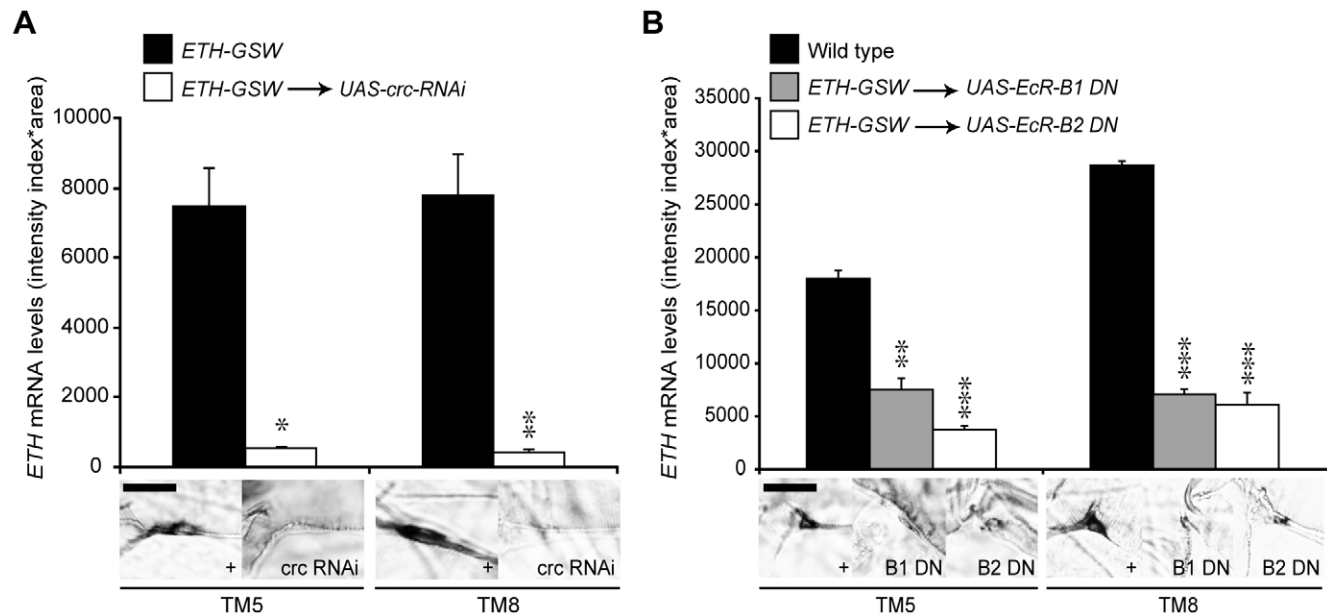 A
ETH-GSW
ETH-GSW → UAS-crc-RNAi
ETH mRNA levels (intensity index*area)
10000
8000
6000
4000
2000
0
*
**
+
crc RNAi
+
crc RNAi
TM5
TM8
B
Wild type
ETH-GSW → UAS-EcR-B1 DN
ETH-GSW → UAS-EcR-B2 DN
ETH mRNA levels (intensity index*area)
35000
30000
25000
20000
15000
10000
5000
0
**
***
***
***
+
B1 DN
B2 DN
+
B1 DN
B2 DN
TM5
TM8